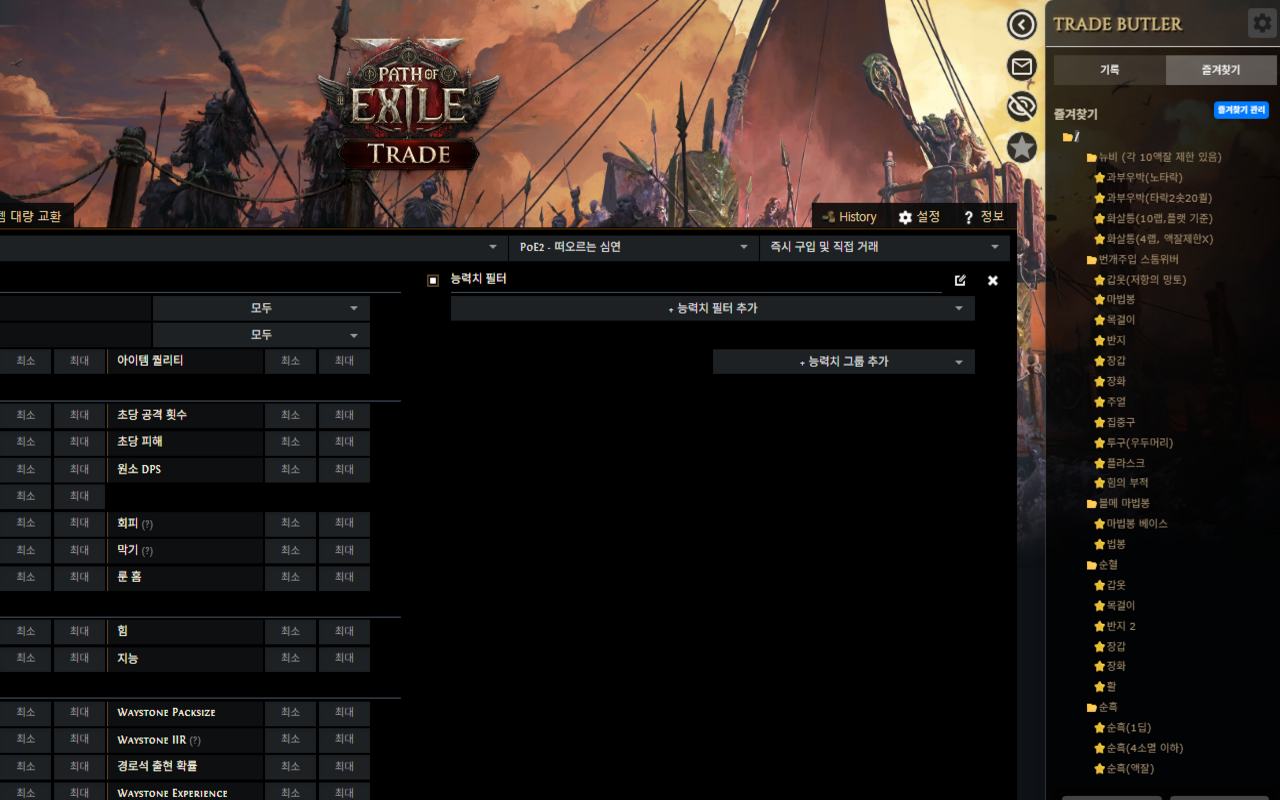 PATH OF
EXILE
TRADE
템 대량 교환
History
설정
? 정보
PoE2 - 떠오르는 심연
즉시 구입 및 직접 거래
능력치 필터
모두
+ 능력치 필터 추가
모두
최소 최대 아이템 퀄리티 최소 최대
+ 능력치 그룹 추가
최소 최대 초당 공격 횟수 최소 최대
최소 최대 초당 피해 최소 최대
최소 최대 원소 DPS 최소 최대
최소 최대
최소 최대 회피 (?) 최소 최대
최소 최대 막기 (?) 최소 최대
최소 최대 룬 홈 최소 최대
최소 최대 힘 최소 최대
최소 최대 지능 최소 최대
최소 최대 Waystone Packsize 최소 최대
최소 최대 Waystone IIR (?) 최소 최대
최소 최대 경로석 출현 확률 최소 최대
최소 최대 Waystone Experience 최소 최대
TRADE BUTLER
기록
즐겨찾기
즐겨찾기
즐겨찾기 관리
/
뉴비 (각 10액잘 제한 있음)
과부우박(노타락)
과부우박(타락2솟20퀄)
화살통(10랩,플랫 기준)
화살통(4랩, 액잘제한X)
번개주입 스톰위버
갑옷(저항의 망토)
마법봉
목걸이
반지
장갑
장화
주얼
집중구
투구(우두머리)
플라스크
힘의 부적
볼메 마법봉
마법봉 베이스
법봉
순혈
갑옷
목걸이
반지 2
장갑
장화
활
순흑
순흑(1딥)
순흑(4소멸 이하)
순흑(액잘)